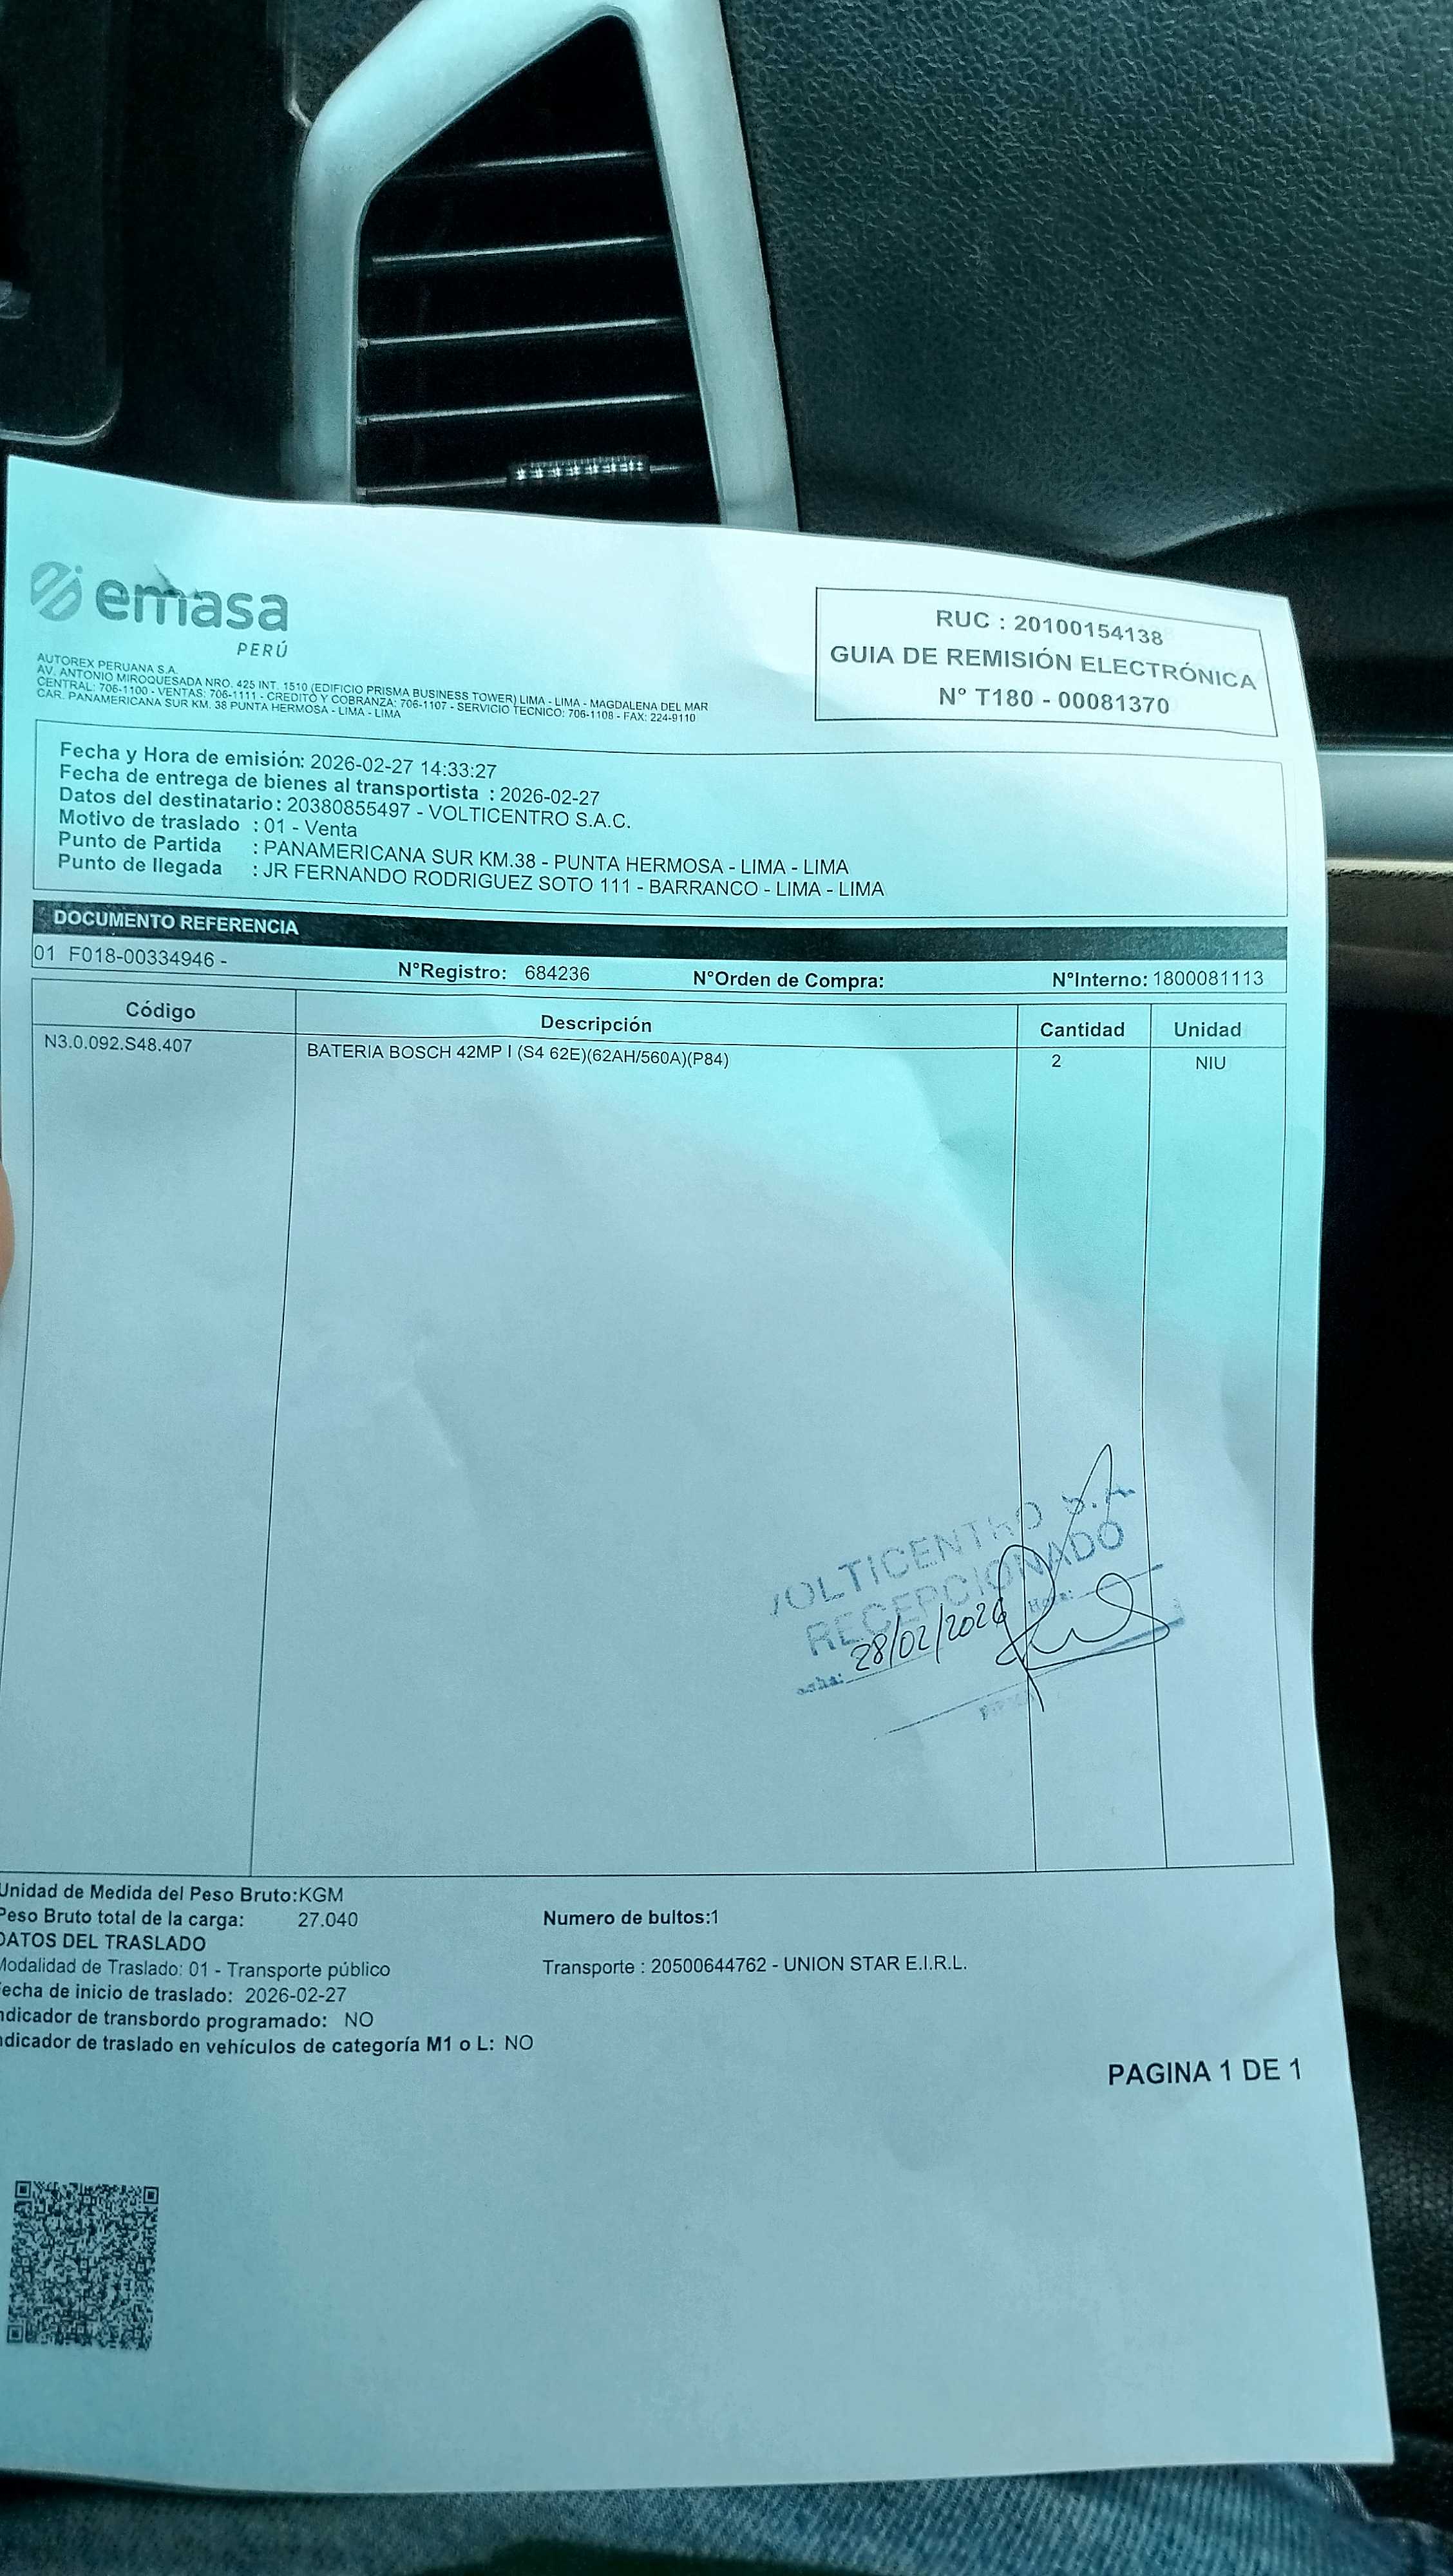 emasa
PERÚ
AUTOREX PERUANA S.A.
AV. ANTONIO MIROQUESADA NRO. 425 INT. 1510 (EDIFICIO PRISMA BUSINESS TOWER) LIMA - LIMA - MAGDALENA DEL MAR
CENTRAL: 706-1100 - VENTAS: 706-1111 - CREDITO Y COBRANZA: 706-1107 - SERVICIO TECNICO: 706-1108 - FAX: 224-9110
CAR. PANAMERICANA SUR KM. 38 PUNTA HERMOSA - LIMA - LIMA
RUC : 20100154138
GUIA DE REMISIÓN ELECTRÓNICA
N° T180 - 00081370
Fecha y Hora de emisión: 2026-02-27 14:33:27
Fecha de entrega de bienes al transportista : 2026-02-27
Datos del destinatario: 20380855497 - VOLTICENTRO S.A.C.
Motivo de traslado : 01 - Venta
Punto de Partida : PANAMERICANA SUR KM.38 - PUNTA HERMOSA - LIMA - LIMA
Punto de llegada : JR FERNANDO RODRIGUEZ SOTO 111 - BARRANCO - LIMA - LIMA
DOCUMENTO REFERENCIA
01 F018-00334946 - N°Registro: 684236 N°Orden de Compra: N°Interno: 1800081113
Código Descripción Cantidad Unidad
N3.0.092.S48.407 BATERIA BOSCH 42MP I (S4 62E)(62AH/560A)(P84) 2 NIU
VOLTICENTRO S.A
RECEPCIONADO
28/02/2026
Unidad de Medida del Peso Bruto:KGM
Peso Bruto total de la carga: 27.040 Numero de bultos:1
DATOS DEL TRASLADO
Modalidad de Traslado: 01 - Transporte público Transporte : 20500644762 - UNION STAR E.I.R.L.
Fecha de inicio de traslado: 2026-02-27
ndicador de transbordo programado: NO
ndicador de traslado en vehículos de categoría M1 o L: NO
PAGINA 1 DE 1